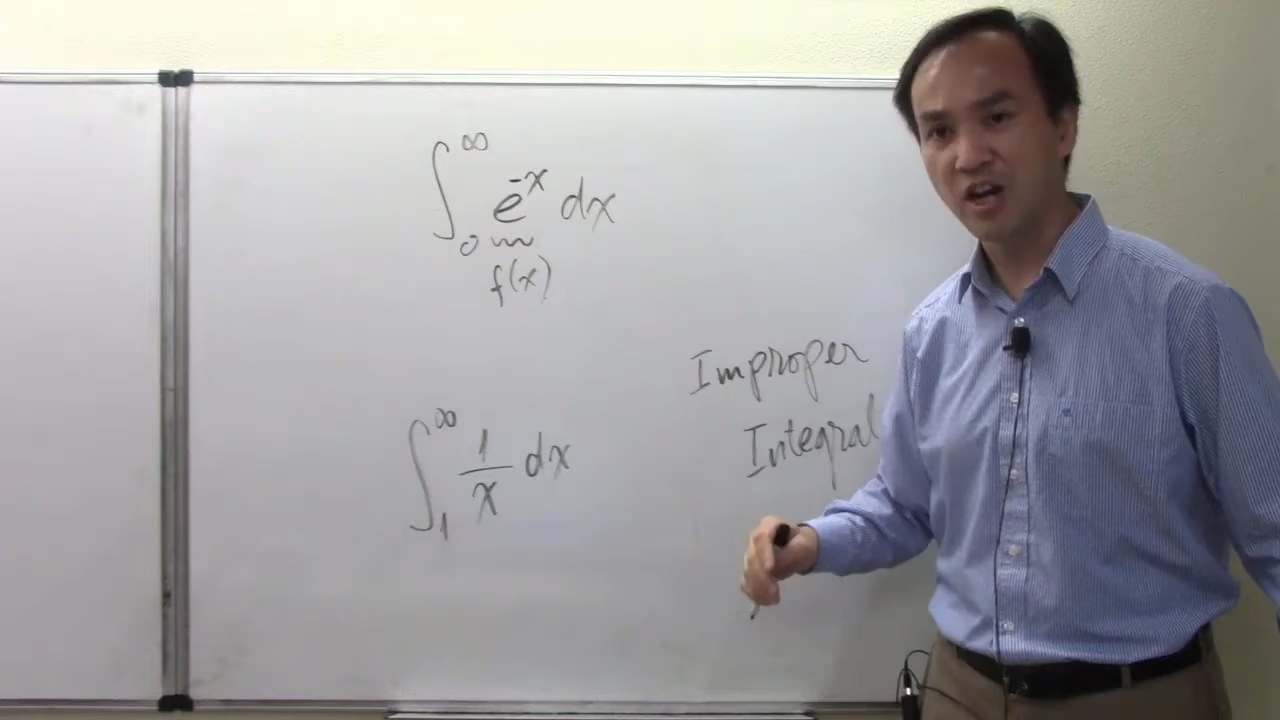 ∫₀^∞ e^-x dx
f(x)
Improper
Integral
∫₁^∞ 1/x dx